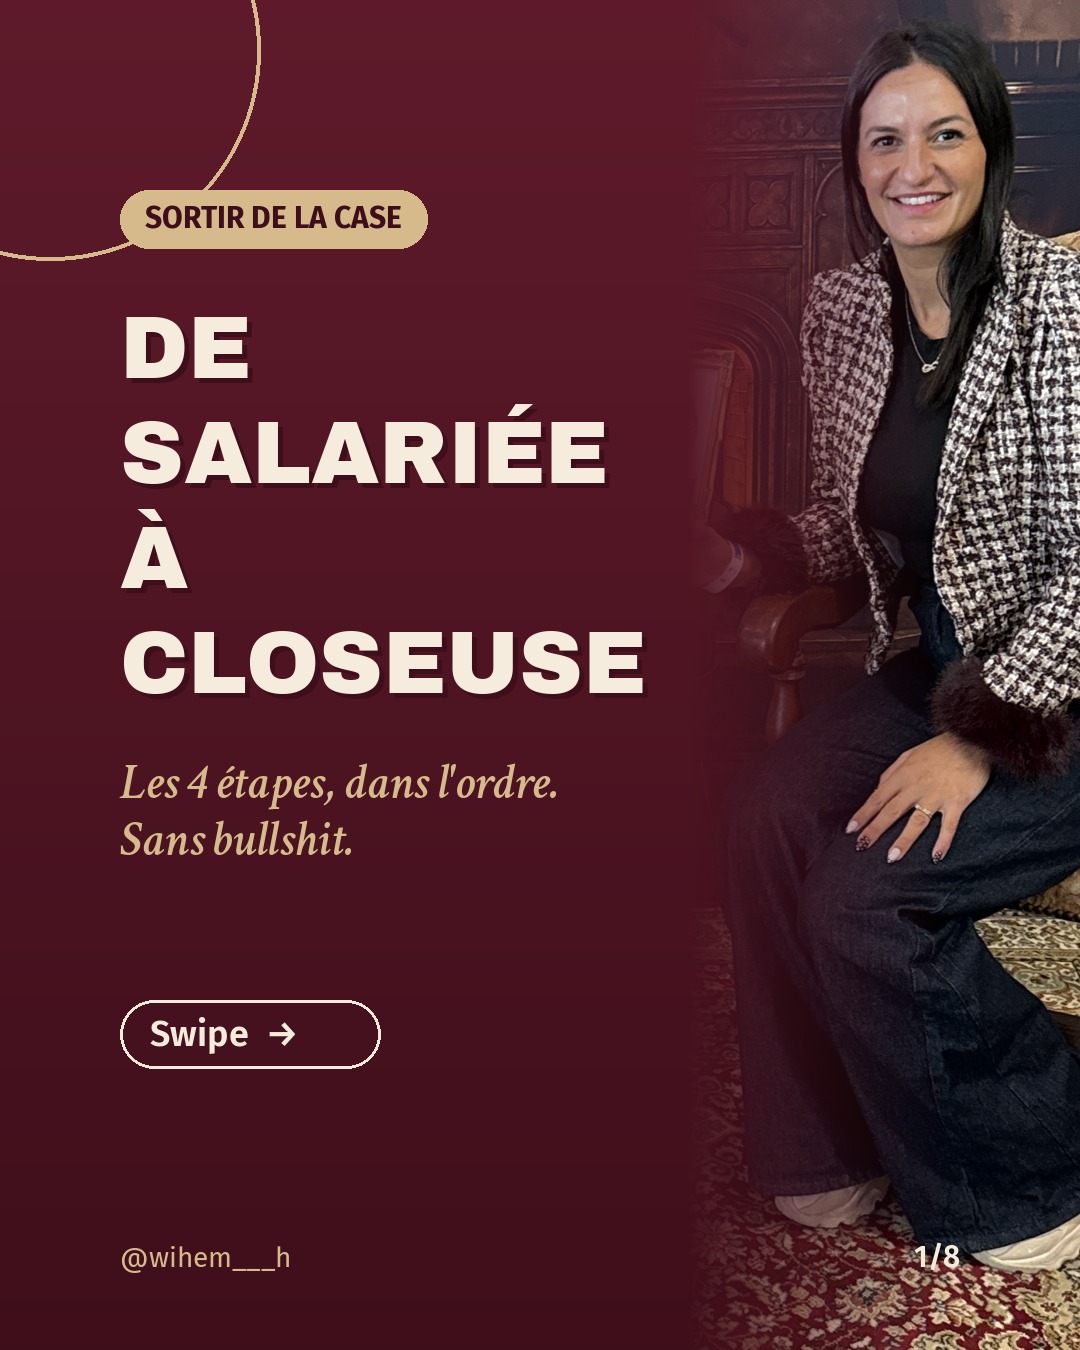 SORTIR DE LA CASE
DE
SALARIÉE
À
CLOSEUSE
Les 4 étapes, dans l'ordre.
Sans bullshit.
Swipe →
@wihem___h
1/8